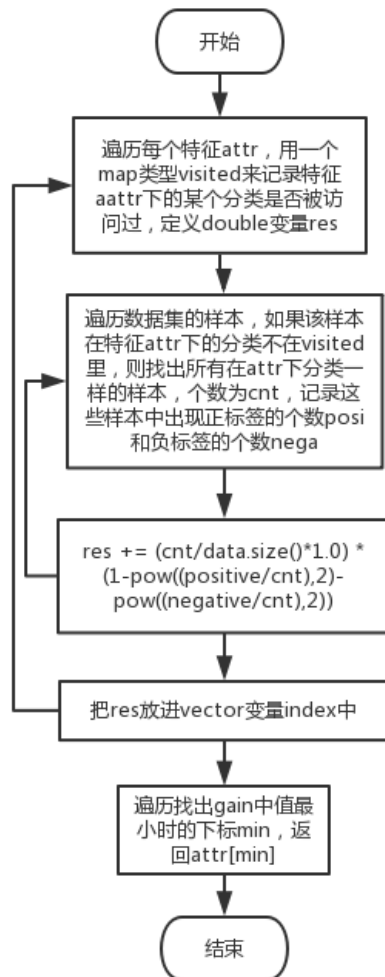 开始
遍历每个特征attr，用一个
map类型visited来记录特征
aattr下的某个分类是否被访
问过，定义double变量res
遍历数据集的样本，如果该样本
在特征attr下的分类不在visited
里，则找出所有在attr下分类一
样的样本，个数为cnt，记录这
些样本中出现正标签的个数posi
和负标签的个数nega
res += (cnt/data.size()*1.0) *
(1-pow((positive/cnt),2)-
pow((negative/cnt),2))
把res放进vector变量index中
遍历找出gain中值最
小时的下标min，返
回attr[min]
结束